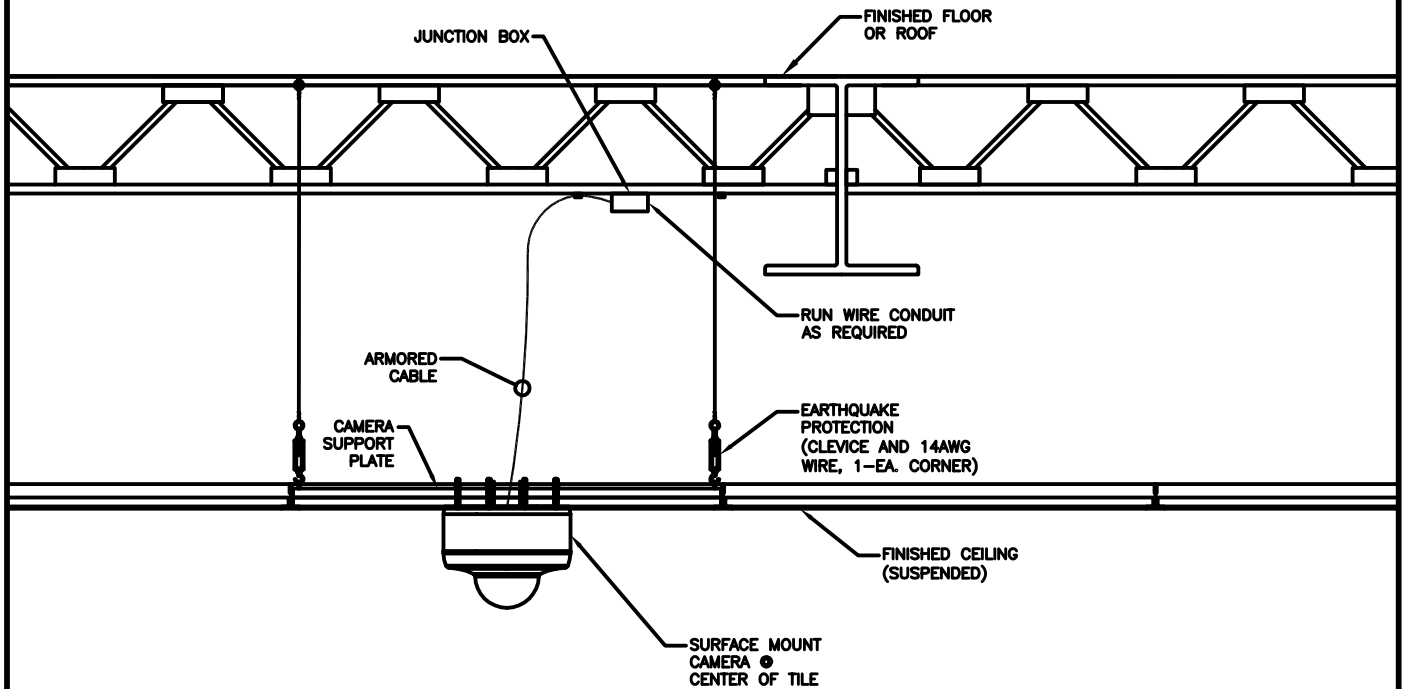 FINISHED FLOOR
OR ROOF
JUNCTION BOX
RUN WIRE CONDUIT
AS REQUIRED
ARMORED
CABLE
EARTHQUAKE
PROTECTION
(CLEVICE AND 14AWG
WIRE, 1-EA. CORNER)
CAMERA
SUPPORT
PLATE
FINISHED CEILING
(SUSPENDED)
SURFACE MOUNT
CAMERA @
CENTER OF TILE